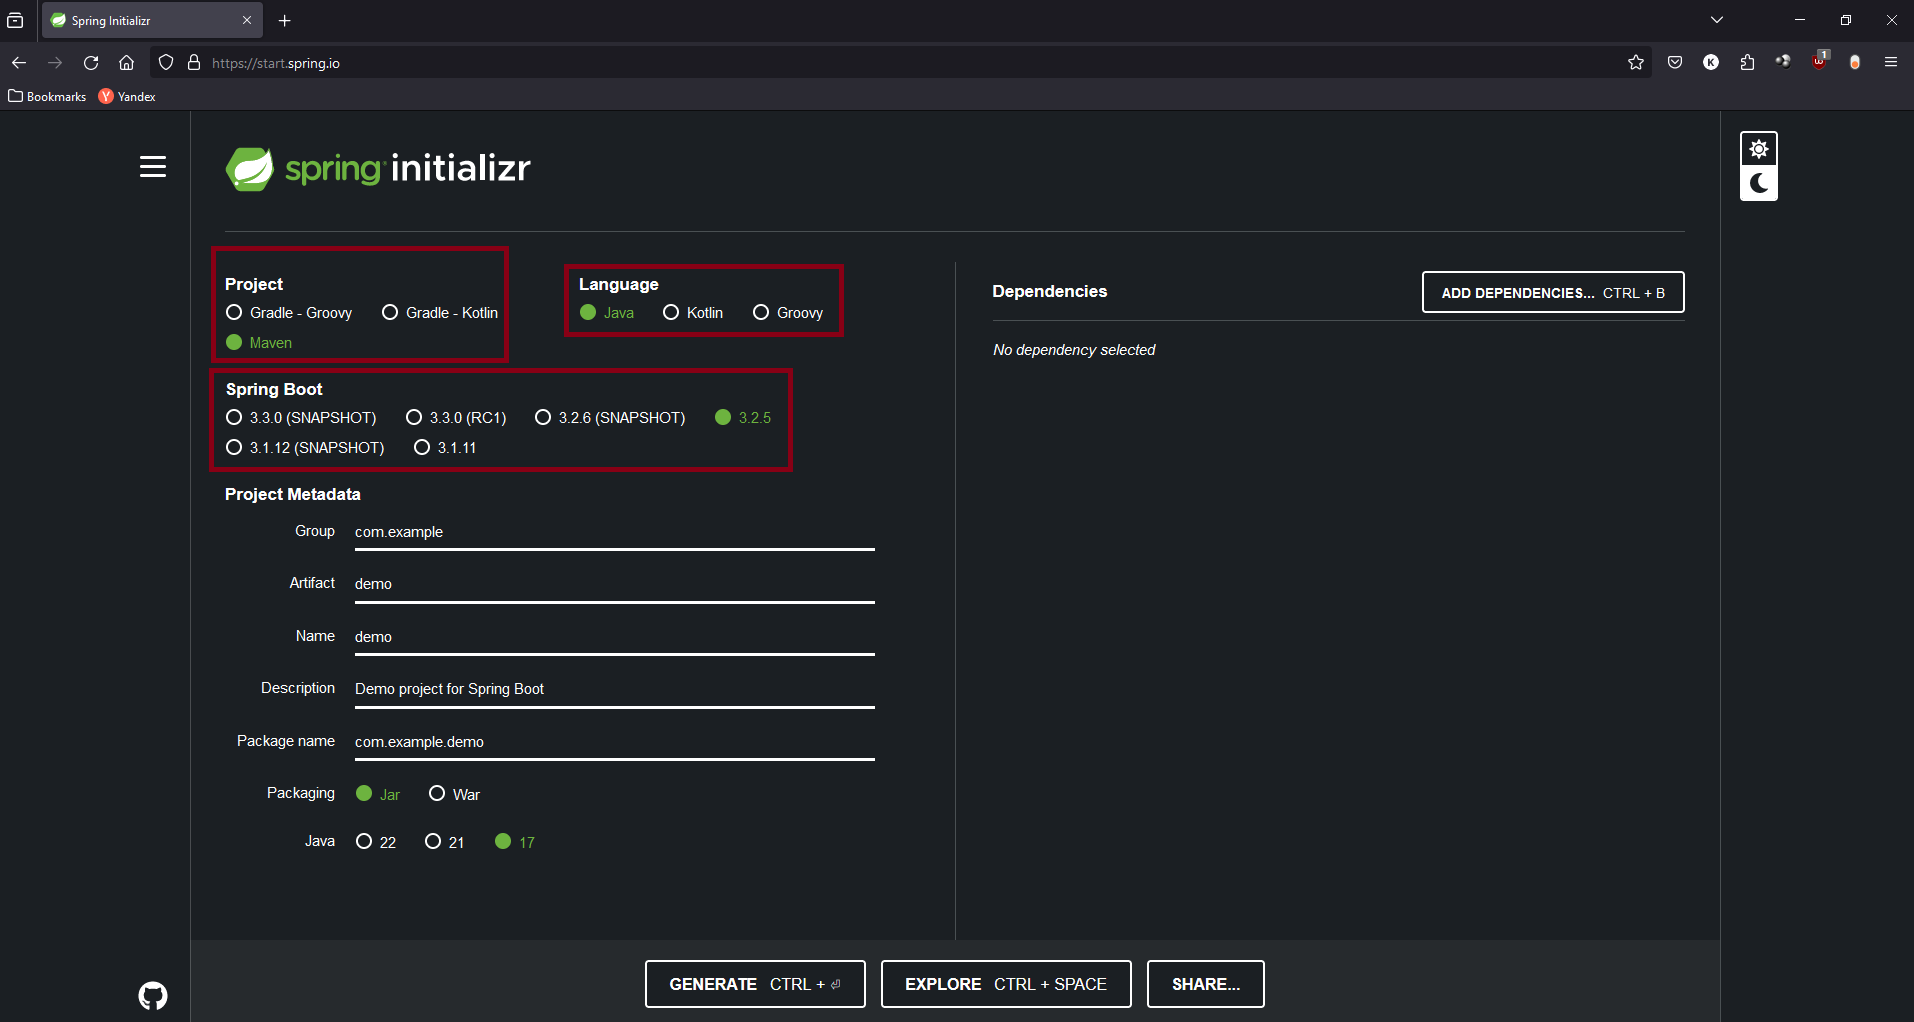 Spring Initializr
https://start.spring.io
K
1
Bookmarks
Y Yandex
spring initializr
Project
Gradle - Groovy Gradle - Kotlin
Maven
Language
Java Kotlin Groovy
Spring Boot
3.3.0 (SNAPSHOT) 3.3.0 (RC1) 3.2.6 (SNAPSHOT) 3.2.5
3.1.12 (SNAPSHOT) 3.1.11
Project Metadata
Group com.example
Artifact demo
Name demo
Description Demo project for Spring Boot
Package name com.example.demo
Packaging Jar War
Java 22 21 17
Dependencies
ADD DEPENDENCIES... CTRL + B
No dependency selected
GENERATE CTRL + ⏎
EXPLORE CTRL + SPACE
SHARE...